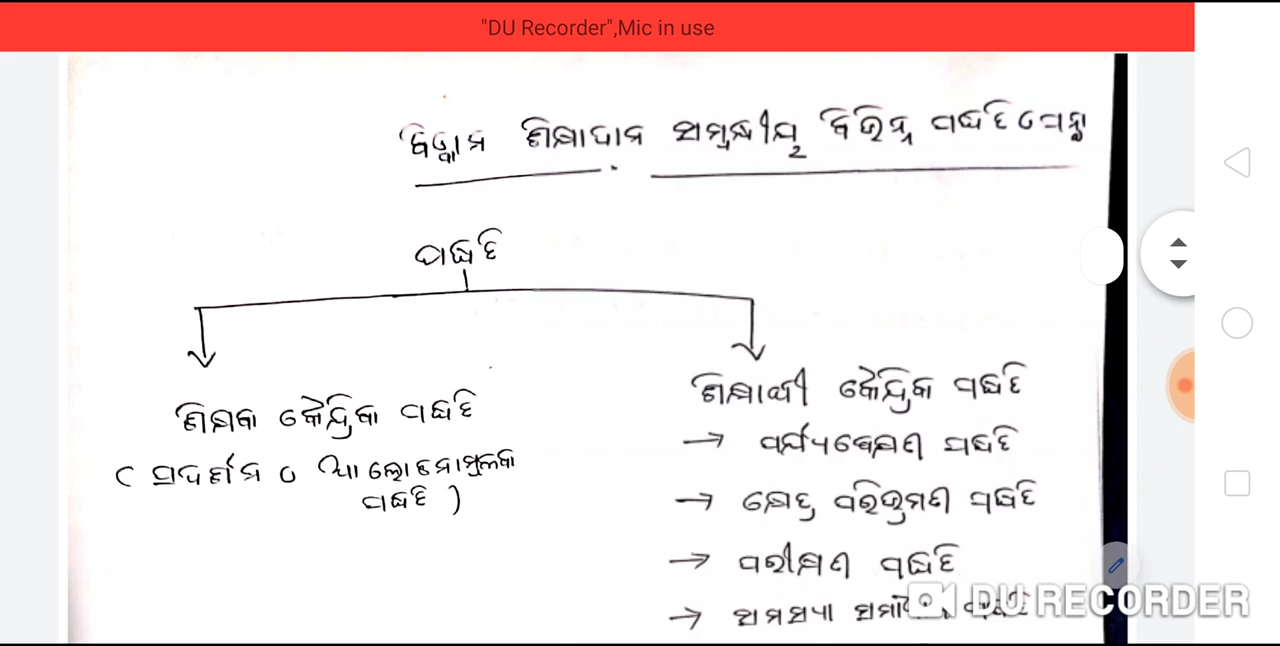 "DU Recorder",Mic in use
ବିଜ୍ଞାନ ଶିକ୍ଷାଦାନ ସମ୍ବନ୍ଧୀୟ ବିଭିନ୍ନ ପଦ୍ଧତି
ପଦ୍ଧତି
ଶିକ୍ଷକ କୈନ୍ଦ୍ରିକ ପଦ୍ଧତି
( ପ୍ରଦର୍ଶନ ଓ ଆଲୋଚନାମୂଳକ
ପଦ୍ଧତି )
ଶିକ୍ଷାର୍ଥୀ କୈନ୍ଦ୍ରିକ ପଦ୍ଧତି
→ ପର୍ଯ୍ୟବେକ୍ଷଣ ପଦ୍ଧତି
→ କ୍ଷେତ୍ର ପରିଭ୍ରମଣ ପଦ୍ଧତି
→ ପରୀକ୍ଷଣ ପଦ୍ଧତି
→ ସମସ୍ୟା
DU RECORDER